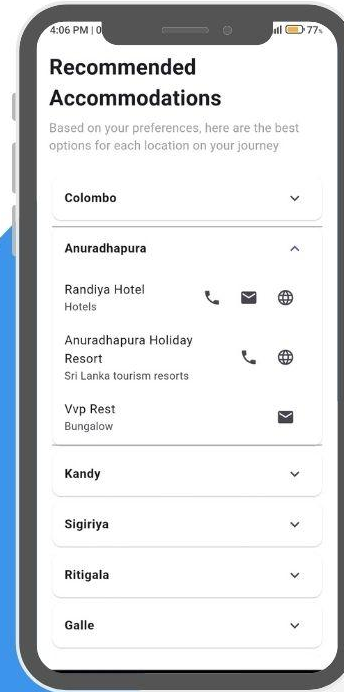 4:06 PM | 0
77%
Recommended
Accommodations
Based on your preferences, here are the best
options for each location on your journey
Colombo
Anuradhapura
Randiya Hotel
Hotels
Anuradhapura Holiday
Resort
Sri Lanka tourism resorts
Vvp Rest
Bungalow
Kandy
Sigiriya
Ritigala
Galle